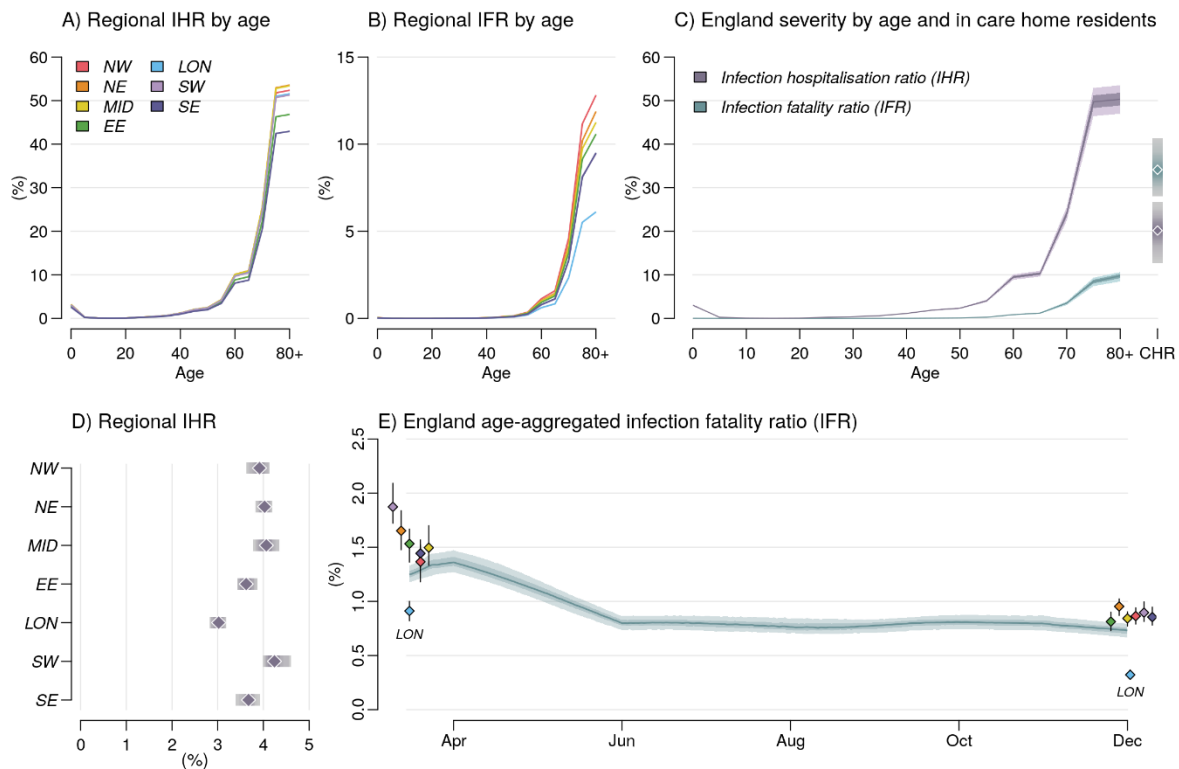 A) Regional IHR by age
60
50
40
30
20
10
0
(%)
NW
NE
MID
EE
LON
SW
SE
0 20 40 60 80+
Age
B) Regional IFR by age
15
10
5
0
(%)
0 20 40 60 80+
Age
C) England severity by age and in care home residents
60
50
40
30
20
10
0
(%)
Infection hospitalisation ratio (IHR)
Infection fatality ratio (IFR)
0 10 20 30 40 50 60 70 80+ CHR
Age
D) Regional IHR
NW
NE
MID
EE
LON
SW
SE
0 1 2 3 4 5
(%)
E) England age-aggregated infection fatality ratio (IFR)
2.5
2.0
1.5
1.0
0.5
0.0
(%)
LON
LON
Apr Jun Aug Oct Dec